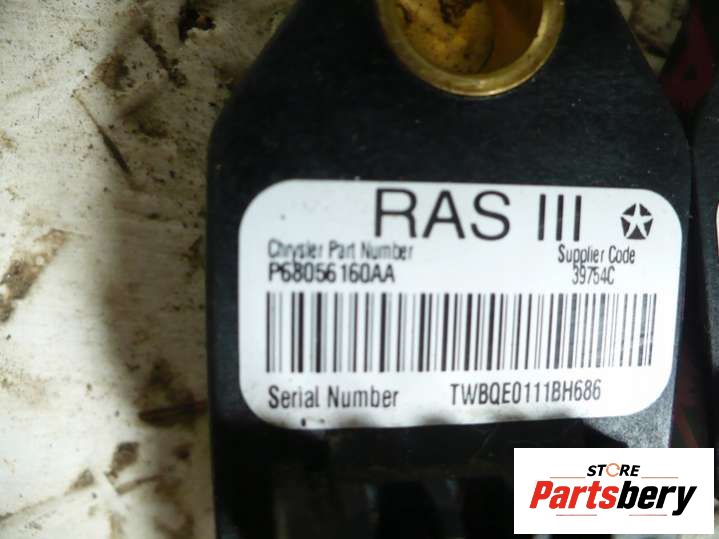 RAS III
Chrysler Part Number
P68056160AA
Supplier Code
39754C
Serial Number TWBQE0111BH686
STORE
Partsbery